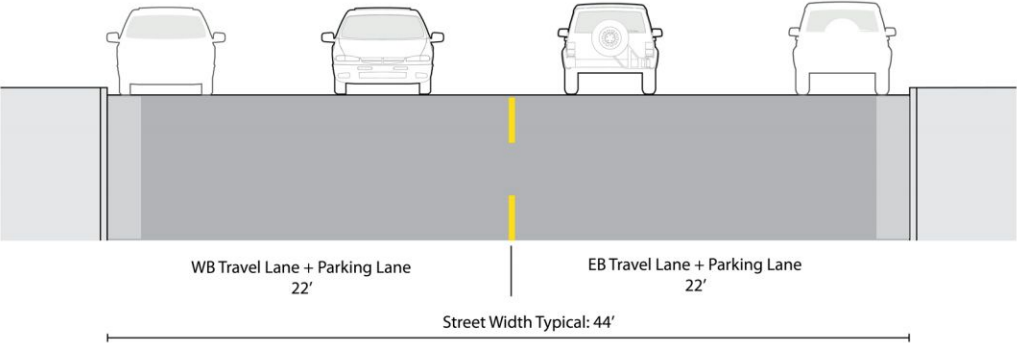 WB Travel Lane + Parking Lane
22’
EB Travel Lane + Parking Lane
22’
Street Width Typical: 44’